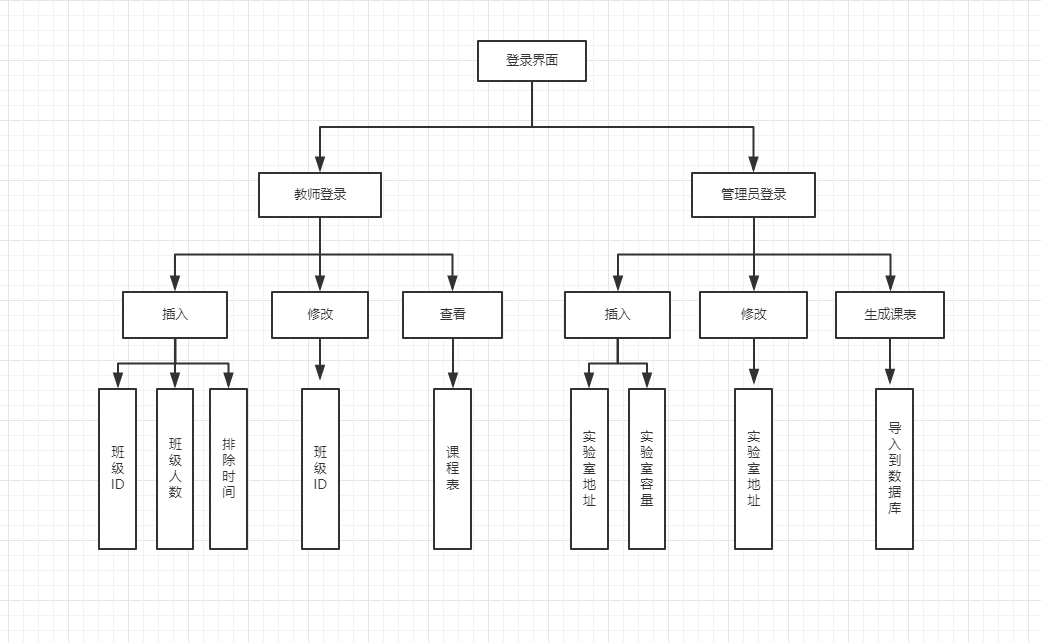 登录界面
教师登录
管理员登录
插入
修改
查看
插入
修改
生成课表
班级ID
班级人数
排除时间
班级ID
课程表
实验室地址
实验室容量
实验室地址
导入到数据库